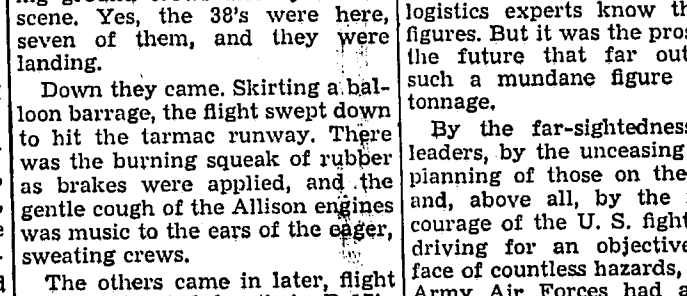 scene. Yes, the 38's were here,
seven of them, and they were
landing.
Down they came. Skirting a bal-
loon barrage, the flight swept down
to hit the tarmac runway. There
was the burning squeak of rubber
as brakes were applied, and the
gentle cough of the Allison engines
was music to the ears of the eager,
sweating crews.
The others came in later, flight
logistics experts know
figures. But it was the
the future that far out
such a mundane figure
tonnage.
By the far-sightedness
leaders, by the unceasing
planning of those on the
and, above all, by the
courage of the U. S.
driving for an objective
face of countless hazards,
Army Air Forces had